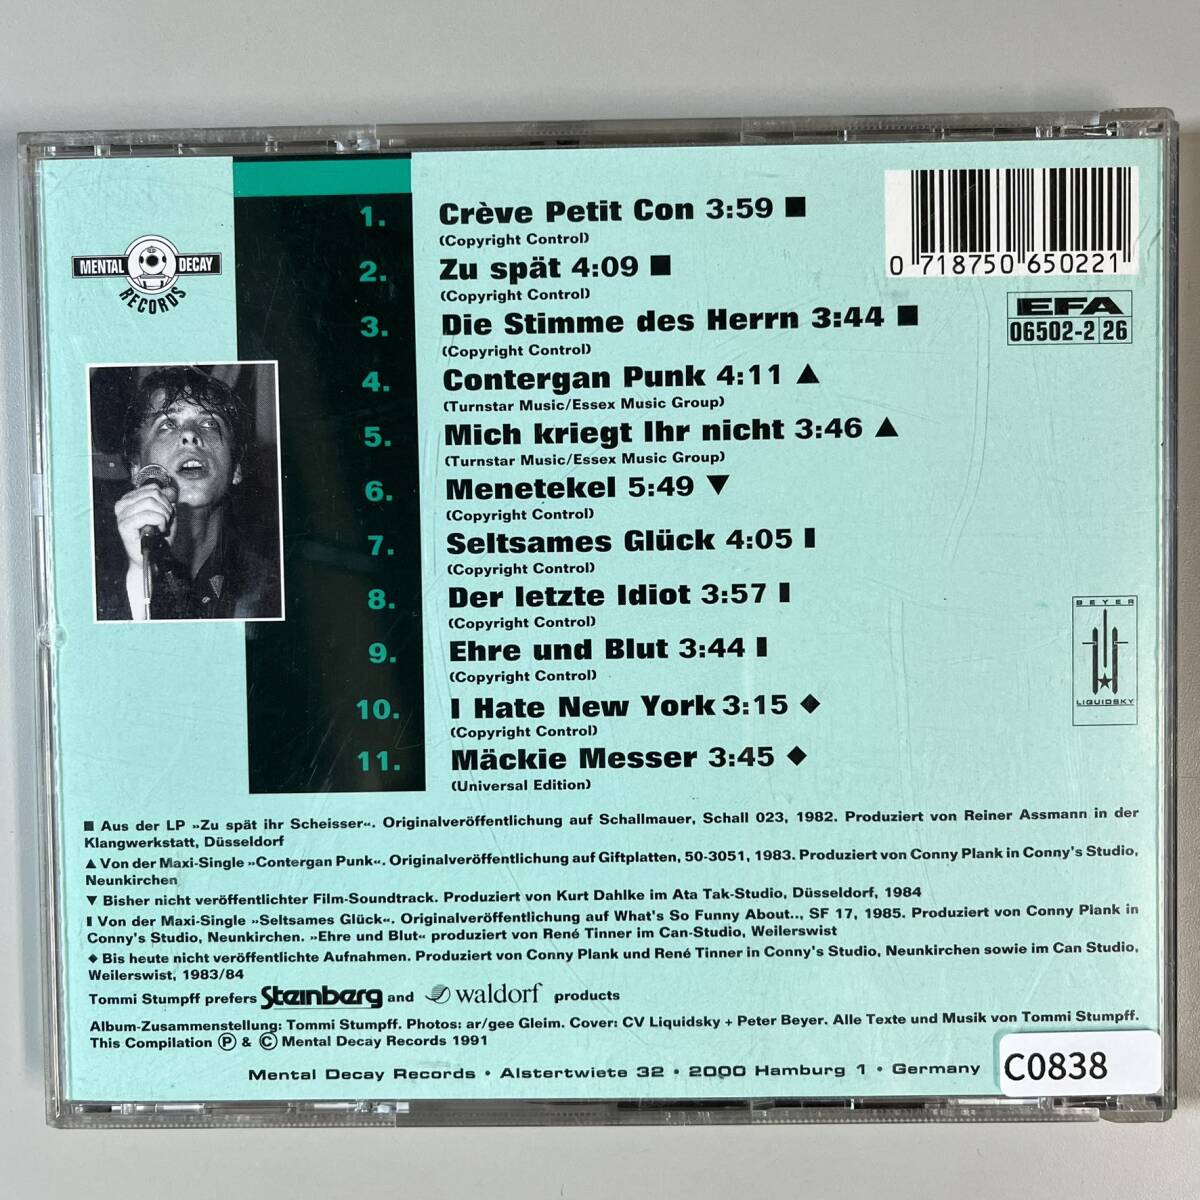 MENTAL DECAY
RECORDS
1. Crève Petit Con 3:59 ■
(Copyright Control)
2. Zu spät 4:09 ■
(Copyright Control)
3. Die Stimme des Herrn 3:44 ■
(Copyright Control)
4. Contergan Punk 4:11 ▲
(Turnstar Music/Essex Music Group)
5. Mich kriegt Ihr nicht 3:46 ▲
(Turnstar Music/Essex Music Group)
6. Menetekel 5:49 ▼
(Copyright Control)
7. Seltsames Glück 4:05 ▮
(Copyright Control)
8. Der letzte Idiot 3:57 ▮
(Copyright Control)
9. Ehre und Blut 3:44 ▮
(Copyright Control)
10. I Hate New York 3:15 ◆
(Copyright Control)
11. Mäckie Messer 3:45 ◆
(Universal Edition)
0 718750 650221
EFA
06502-2 26
BEYER
LIQUIDSKY
■ Aus der LP »Zu spät ihr Scheisser«. Originalveröffentlichung auf Schallmauer, Schall 023, 1982. Produziert von Reiner Assmann in der
Klangwerkstatt, Düsseldorf
▲ Von der Maxi-Single »Contergan Punk«. Originalveröffentlichung auf Giftplatten, 50-3051, 1983. Produziert von Conny Plank in Conny's Studio,
Neunkirchen
▼ Bisher nicht veröffentlichter Film-Soundtrack. Produziert von Kurt Dahlke im Ata Tak-Studio, Düsseldorf, 1984
▮ Von der Maxi-Single »Seltsames Glück«. Originalveröffentlichung auf What's So Funny About.., SF 17, 1985. Produziert von Conny Plank in
Conny's Studio, Neunkirchen. »Ehre und Blut« produziert von René Tinner im Can-Studio, Weilerswist
◆ Bis heute nicht veröffentlichte Aufnahmen. Produziert von Conny Plank und René Tinner in Conny's Studio, Neunkirchen sowie im Can Studio,
Weilerswist, 1983/84
Tommi Stumpff prefers Steinberg and waldorf products
Album-Zusammenstellung: Tommi Stumpff. Photos: ar/gee Gleim. Cover: CV Liquidsky + Peter Beyer. Alle Texte und Musik von Tommi Stumpff.
This Compilation Ⓟ & Ⓒ Mental Decay Records 1991
Mental Decay Records • Alstertwiete 32 • 2000 Hamburg 1 • Germany
C0838